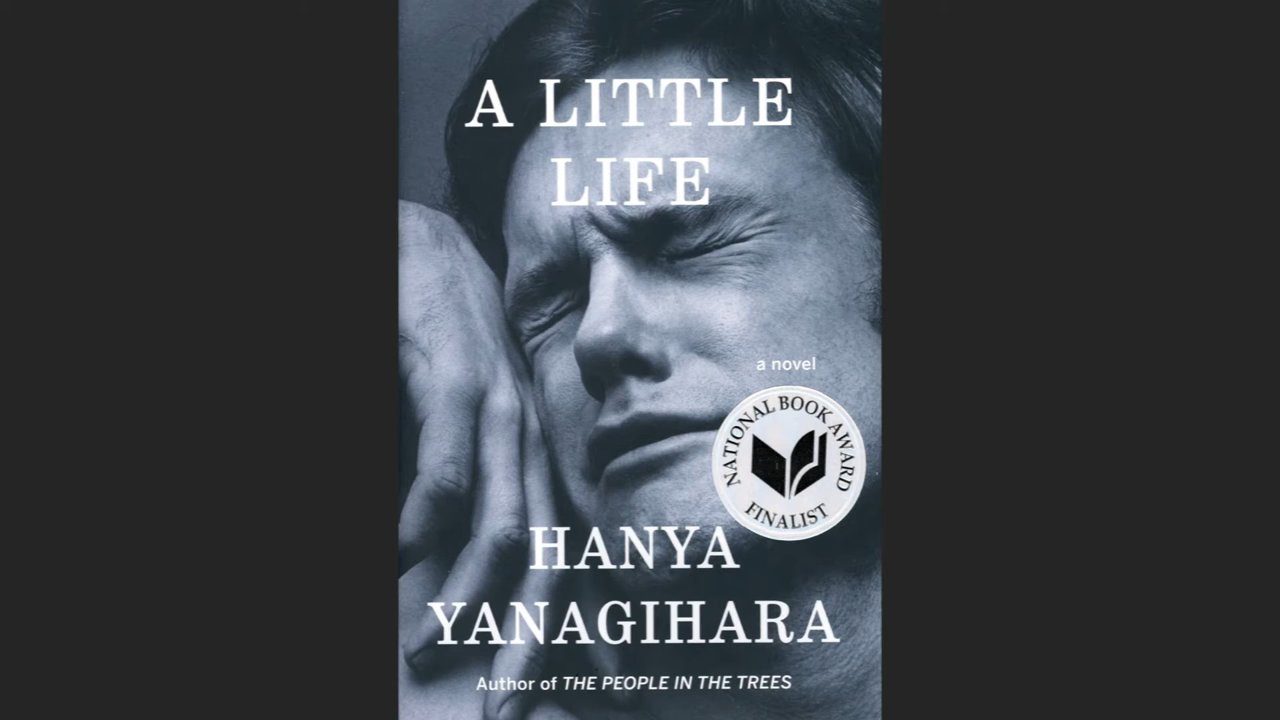 A LITTLE
LIFE
a novel
NATIONAL BOOK AWARD
FINALIST
HANYA
YANAGIHARA
Author of THE PEOPLE IN THE TREES